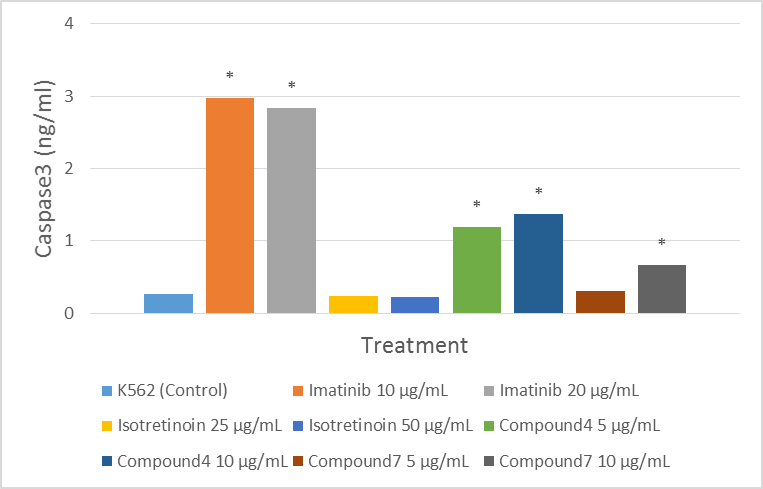 4
3
2
1
0
Caspase3 (ng/ml)
*
*
*
*
*
Treatment
K562 (Control) Imatinib 10 µg/mL Imatinib 20 µg/mL
Isotretinoin 25 µg/mL Isotretinoin 50 µg/mL Compound4 5 µg/mL
Compound4 10 µg/mL Compound7 5 µg/mL Compound7 10 µg/mL